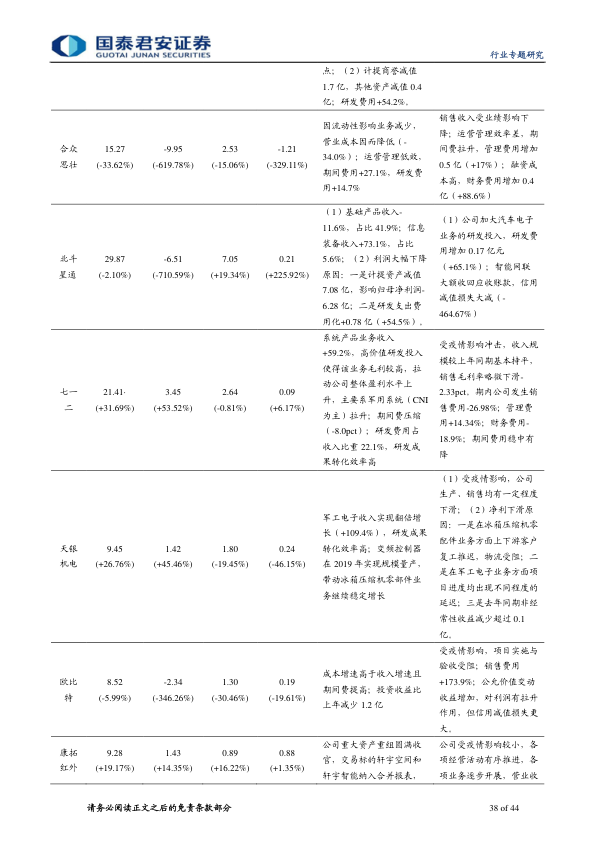 国泰君安证券
GUOTAI JUNAN SECURITIES
行业专题研究
点；（2）计提商誉减值
1.7 亿，其他资产减值 0.4
亿；研发费用+54.2%。
合众
思壮
15.27
(-33.62%)
-9.95
(-619.78%)
2.53
(-15.06%)
-1.21
(-329.11%)
因流动性影响业务减少，
营业成本因而降低（-
34.0%）；运营管理低效，
期间费用+27.1%，研发费
用+14.7%
销售收入受业绩影响下
降；运营管理效率差，期
间费拉升，管理费用增加
0.5 亿（+17%）；融资成
本高，财务费用增加 0.4
亿（+88.6%）
北斗
星通
29.87
(-2.10%)
-6.51
(-710.59%)
7.05
(+19.34%)
0.21
(+225.92%)
（1）基础产品收入-
11.6%，占比 41.9%；信息
装备收入+73.1%，占比
5.6%；（2）利润大幅下降
原因：一是计提资产减值
7.08 亿，影响归母净利润-
6.28 亿；二是研发支出费
用化+0.78 亿（+54.5%）。
（1）公司加大汽车电子
业务的研发投入，研发费
用增加 0.17 亿元
（+65.1%）；智能网联
大额收回应收账款，信用
减值损失大减（-
464.67%）
七一
二
21.41·
(+31.69%)
3.45
(+53.52%)
2.64
(-0.81%)
0.09
(+6.17%)
系统产品业务收入
+59.2%，高价值研发投入
使得该业务毛利较高，拉
动公司整体盈利水平上
升，主要系军用系统（CNI
为主）拉升；期间费压缩
（-8.0pct）；研发费用占
收入比重 22.1%，研发成
果转化效率高
受疫情影响冲击，收入规
模较上年同期基本持平，
销售毛利率略微下滑-
2.33pct。期内公司发生销
售费用-26.98%；管理费
用+14.34%；财务费用-
18.9%；期间费用稳中有
降
天银
机电
9.45
(+26.76%)
1.42
(+45.46%)
1.80
(-19.45%)
0.24
(-46.15%)
军工电子收入实现翻倍增
长（+109.4%），研发成果
转化效率高；变频控制器
在 2019 年实现规模量产，
带动冰箱压缩机零部件业
务继续稳定增长
（1）受疫情影响，公司
生产、销售均有一定程度
下滑；（2）净利下滑原
因：一是在冰箱压缩机零
配件业务方面上下游客户
复工推迟，物流受阻；二
是在军工电子业务方面项
目进度均出现不同程度的
延迟；三是去年同期非经
常性收益减少超过 0.1
亿。
欧比
特
8.52
(-5.99%)
-2.34
(-346.26%)
1.30
(-30.46%)
0.19
(-19.61%)
成本增速高于收入增速且
期间费提高；投资收益比
上年减少 1.2 亿
受疫情影响，项目实施与
验收受阻；销售费用
+173.9%；公允价值变动
收益增加，对利润有拉升
作用，但信用减值损失更
大。
康拓
红外
9.28
(+19.17%)
1.43
(+14.35%)
0.89
(+16.22%)
0.88
(+1.35%)
公司重大资产重组圆满收
官，交易标的轩宇空间和
轩宇智能纳入合并报表，
公司受疫情影响较小，各
项经营活动有序推进，各
项业务逐步开展，营业收
请务必阅读正文之后的免责条款部分
38 of 44